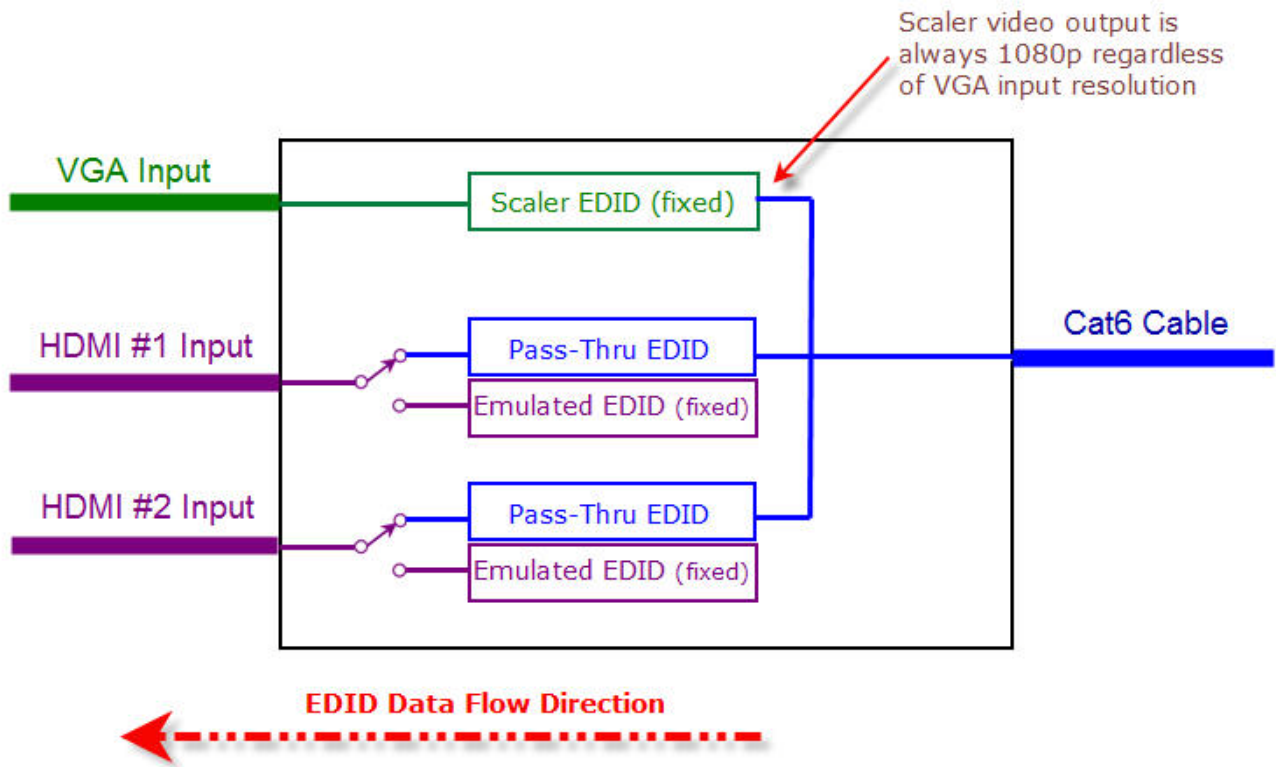 Scaler video output is
always 1080p regardless
of VGA input resolution
VGA Input
Scaler EDID (fixed)
HDMI #1 Input
Pass-Thru EDID
Emulated EDID (fixed)
Cat6 Cable
HDMI #2 Input
Pass-Thru EDID
Emulated EDID (fixed)
EDID Data Flow Direction